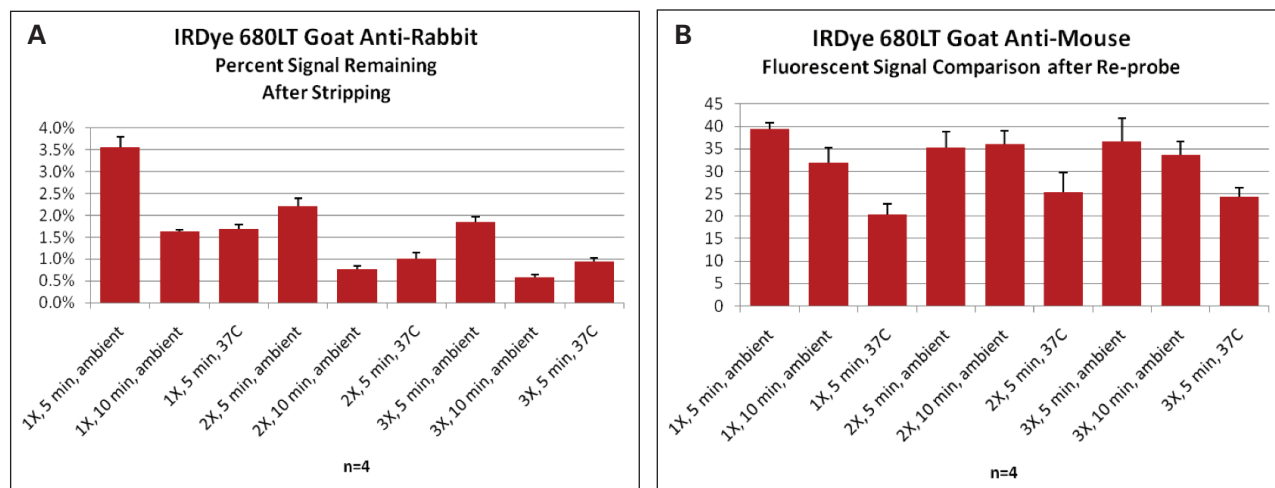 A
IRDye 680LT Goat Anti-Rabbit
Percent Signal Remaining
After Stripping
4.0%
3.5%
3.0%
2.5%
2.0%
1.5%
1.0%
0.5%
0.0%
1X, 5 min, ambient
1X, 10 min, ambient
1X, 5 min, 37C
2X, 5 min, ambient
2X, 10 min, ambient
2X, 5 min, 37C
3X, 5 min, ambient
3X, 10 min, ambient
3X, 5 min, 37C
n=4
B
IRDye 680LT Goat Anti-Mouse
Fluorescent Signal Comparison after Re-probe
45
40
35
30
25
20
15
10
5
0
1X, 5 min, ambient
1X, 10 min, ambient
1X, 5 min, 37C
2X, 5 min, ambient
2X, 10 min, ambient
2X, 5 min, 37C
3X, 5 min, ambient
3X, 10 min, ambient
3X, 5 min, 37C
n=4